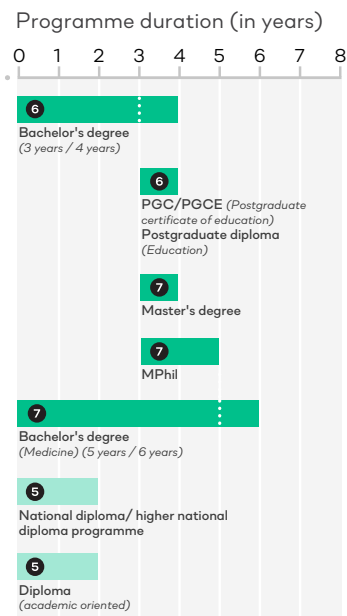 Programme duration (in years)
0 1 2 3 4 5 6 7 8
6
Bachelor's degree
(3 years / 4 years)
6
PGC/PGCE (Postgraduate
certificate of education)
Postgraduate diploma
(Education)
7
Master's degree
7
MPhil
7
Bachelor's degree
(Medicine) (5 years / 6 years)
5
National diploma/ higher national
diploma programme
5
Diploma
(academic oriented)